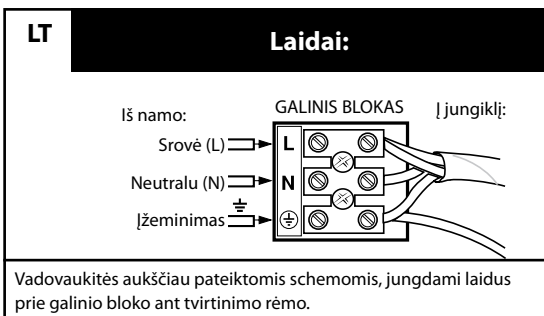 LT
Laidai:
Iš namo:
GALINIS BLOKAS
Į jungiklį:
Srovė (L)
L
Neutralu (N)
N
Įžeminimas
Vadovaukitės aukščiau pateiktomis schemomis, jungdami laidus
prie galinio bloko ant tvirtinimo rėmo.